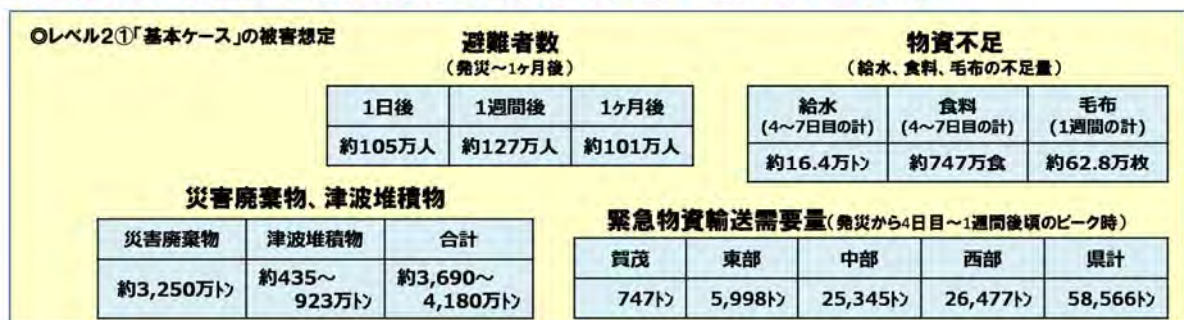 ◎レベル2①「基本ケース」の被害想定
避難者数
(発災～1ヶ月後)
1日後 1週間後 1ヶ月後
約105万人 約127万人 約101万人
物資不足
(給水、食料、毛布の不足量)
給水 食料 毛布
(4～7日目の計) (4～7日目の計) (1週間の計)
約16.4万㌧ 約747万食 約62.8万枚
災害廃棄物、津波堆積物
災害廃棄物 津波堆積物 合計
約3,250万㌧ 約435～ 約3,690～
923万㌧ 4,180万㌧
緊急物資輸送需要量(発災から4日目～1週間後頃のピーク時)
賀茂 東部 中部 西部 県計
747㌧ 5,998㌧ 25,345㌧ 26,477㌧ 58,566㌧